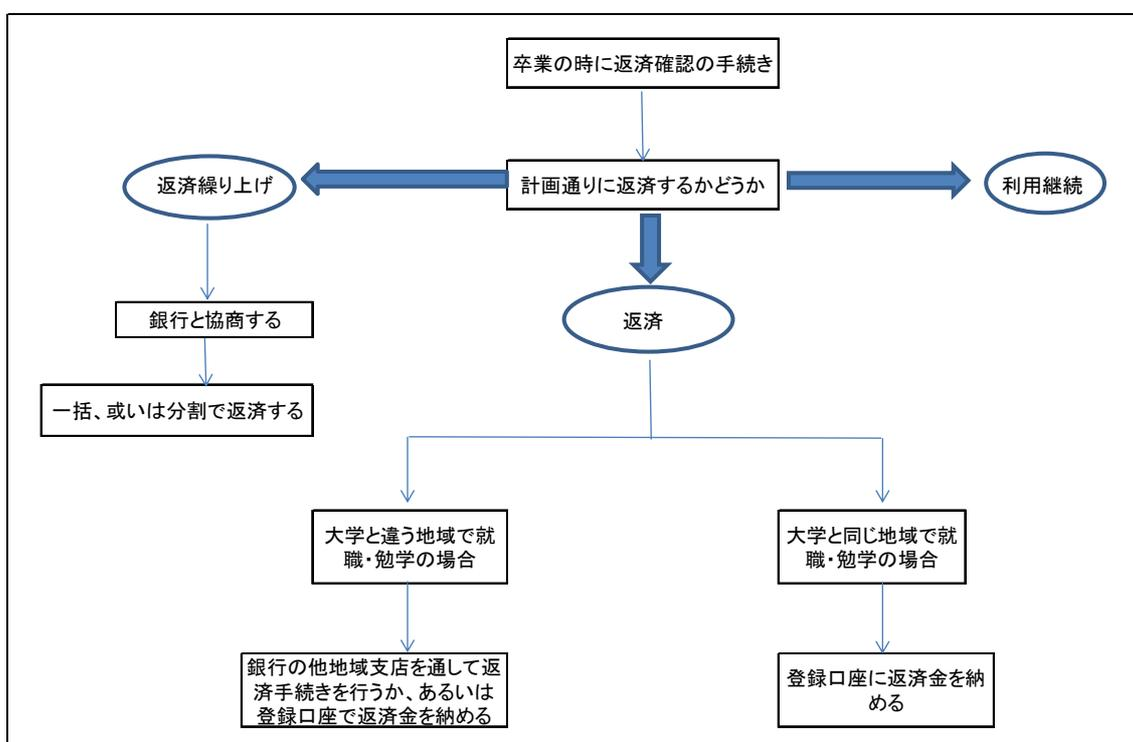 卒業の時に返済確認の手続き
返済繰り上げ
計画通りに返済するかどうか
利用継続
銀行と協商する
返済
一括、或いは分割で返済する
大学と違う地域で就
職・勉学の場合
大学と同じ地域で就
職・勉学の場合
銀行の他地域支店を通して返
済手続きを行うか、あるいは
登録口座で返済金を納める
登録口座に返済金を納
める